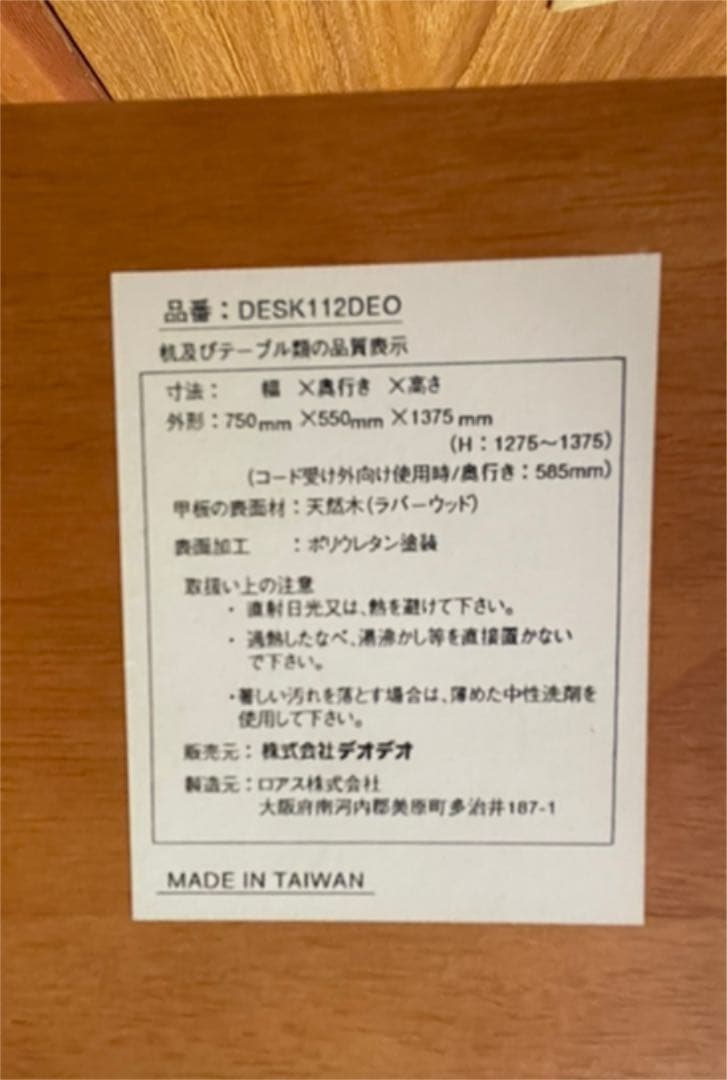 品番：DESK112DEO
机及びテーブル類の品質表示
寸法：　幅　×奥行き　×高さ
外形：750mm ×550mm ×1375mm
（H：1275〜1375）
（コード受け外向け使用時/奥行き：585mm）
甲板の表面材：天然木（ラバーウッド）
表面加工　：ポリウレタン塗装
取扱い上の注意
・直射日光又は、熱を避けて下さい。
・過熱したなべ、湯沸かし等を直接置かない
で下さい。
・著しい汚れを落とす場合は、薄めた中性洗剤を
使用して下さい。
販売元：株式会社デオデオ
製造元：ロアス株式会社
大阪府南河内郡美原町多治井187-1
MADE IN TAIWAN